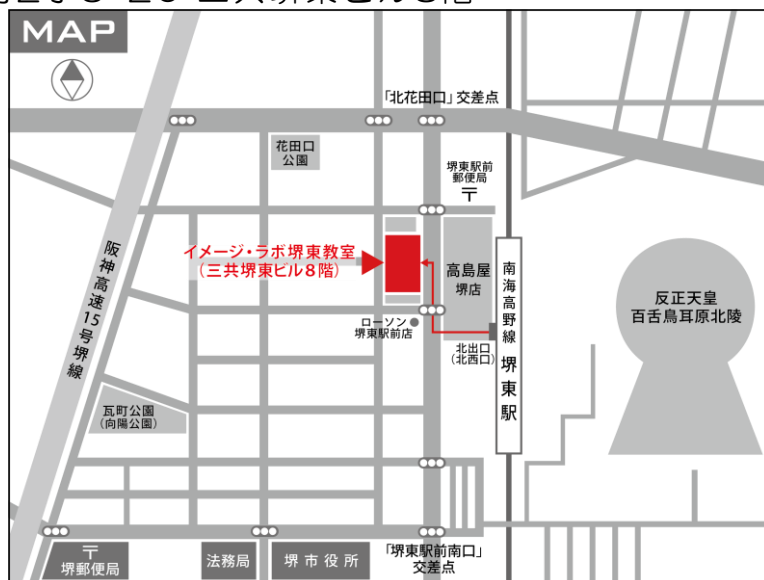 MAP
「北花田口」交差点
花田口
公園
堺東駅前
郵便局
〒
イメージ・ラボ堺東教室
(三共堺東ビル8階)
高島屋
堺店
南海高野線
堺東駅
反正天皇
百舌鳥耳原北陵
阪神高速15号堺線
ローソン
堺東駅前店
北出口
(北西口)
瓦町公園
(向陽公園)
〒
堺郵便局
法務局
堺市役所
「堺東駅前南口」
交差点